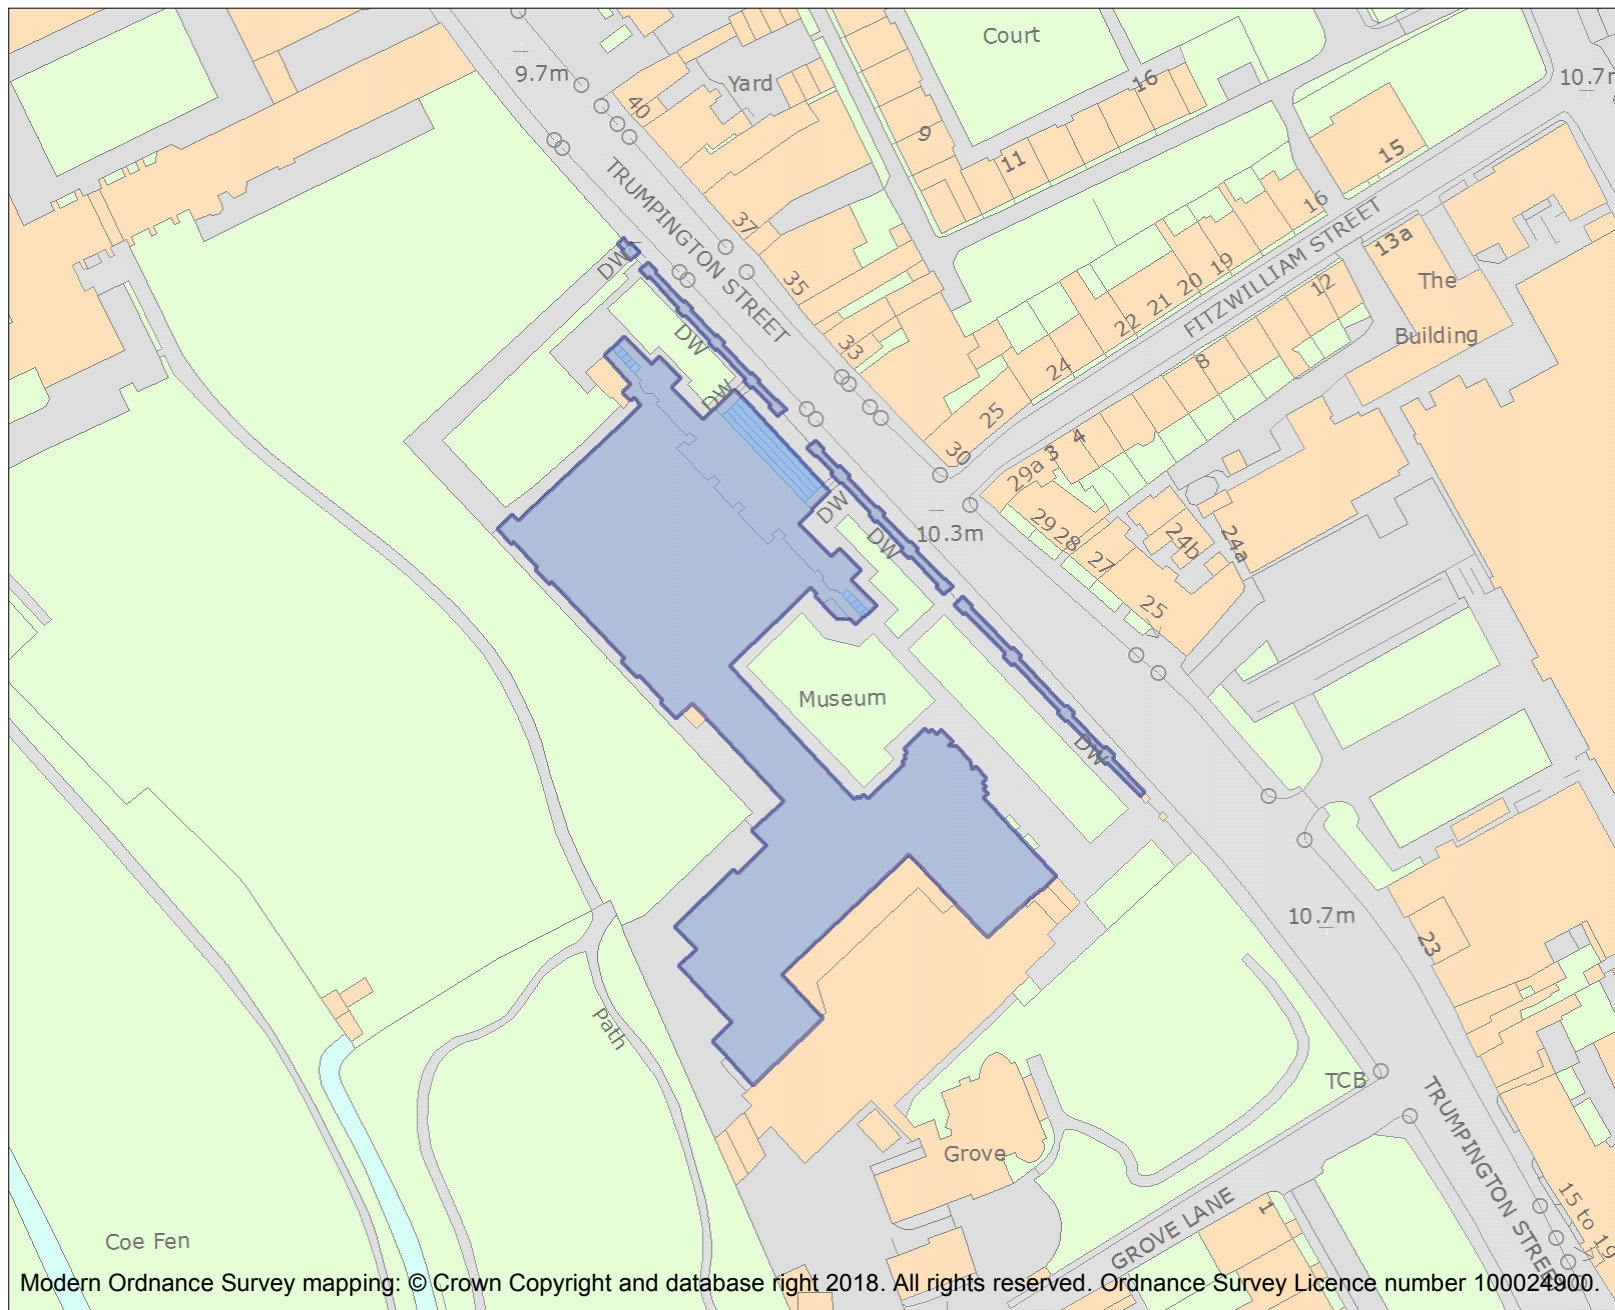 Court
9.7m
Yard
16
10.7m
40
9
11
15
TRUMPINGTON STREET
37
16
FITZWILLIAM STREET
13a
DW
35
19
20
21
22
12
The
Building
DW
33
24
8
DW
25
4
3
30
29a
DW
DW
10.3m
29
28
27
24b
24a
25
Museum
DW
10.7m
23
Path
TCB
TRUMPINGTON STREE
Grove
GROVE LANE
1
15 to 19
Coe Fen
Modern Ordnance Survey mapping: © Crown Copyright and database right 2018. All rights reserved. Ordnance Survey Licence number 100024900.